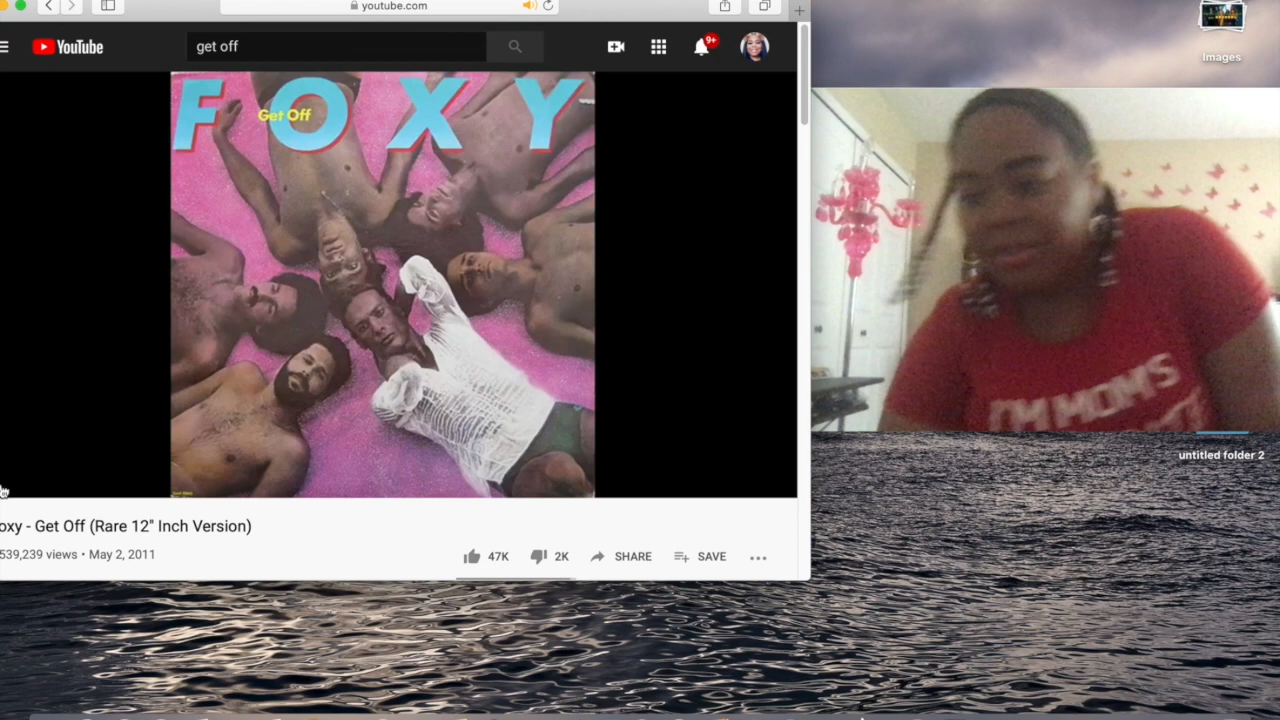 youtube.com
YouTube
get off
9+
FOXY
Get Off
oxy - Get Off (Rare 12" Inch Version)
539,239 views • May 2, 2011
47K
2K
SHARE
SAVE
Images
I'M MOM'S
untitled folder 2